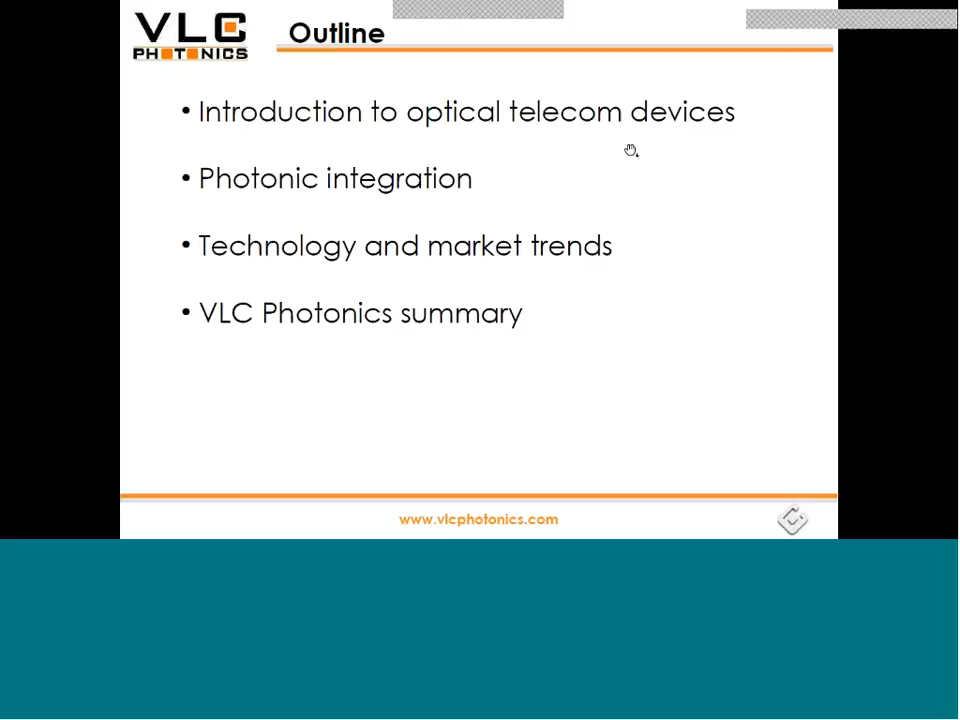 VLC
PHOTONICS
Outline
• Introduction to optical telecom devices
• Photonic integration
• Technology and market trends
• VLC Photonics summary
www.vlcphotonics.com